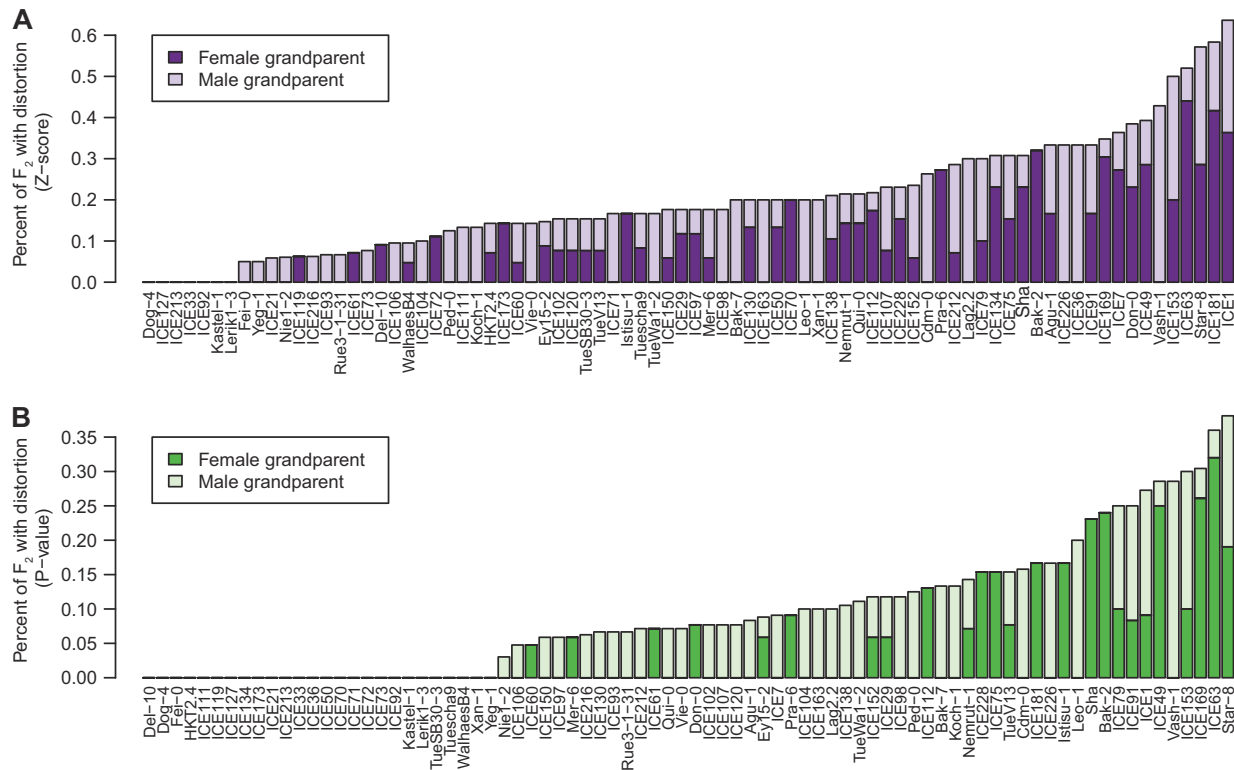 A
Percent of F2 with distortion
(Z−score)
0.6
0.5
0.4
0.3
0.2
0.1
0.0
Female grandparent
Male grandparent
Dog−4
ICE127
ICE213
ICE33
ICE92
Kastel−1
Lerik1−3
Fei−0
Yeg−1
ICE21
Nie1−2
ICE119
ICE216
ICE93
Rue3−1−31
ICE61
ICE73
Del−10
ICE106
WalhaesB4
ICE104
ICE72
Ped−0
ICE111
Koch−1
HKT2.4
ICE173
ICE60
Vie−0
Ey15−2
ICE102
ICE120
TueSB30−3
TueV13
ICE71
Istisu−1
Tuescha9
TueWa1−2
ICE150
ICE29
ICE97
Mer−6
ICE98
Bak−7
ICE130
ICE163
ICE50
ICE70
Leo−1
Xan−1
ICE138
Nemrut−1
Qui−0
ICE112
ICE107
ICE228
ICE152
Cdm−0
Pra−6
ICE212
Lag2.2
ICE79
ICE134
ICE75
Sha
Bak−2
Agu−1
ICE226
ICE36
ICE91
ICE169
ICE7
Don−0
ICE49
Vash−1
ICE153
ICE63
Star−8
ICE181
ICE1
B
Percent of F2 with distortion
(P−value)
0.35
0.30
0.25
0.20
0.15
0.10
0.05
0.00
Female grandparent
Male grandparent
Del−10
Dog−4
Fei−0
HKT2.4
ICE111
ICE119
ICE127
ICE134
ICE173
ICE21
ICE213
ICE33
ICE36
ICE50
ICE70
ICE71
ICE72
ICE73
ICE92
Kastel−1
Lerik1−3
TueSB30−3
Tuescha9
WalhaesB4
Xan−1
Yeg−1
Nie1−2
ICE106
ICE60
ICE150
ICE97
Mer−6
ICE216
ICE130
ICE93
Rue3−1−31
ICE212
ICE61
Qui−0
Vie−0
Don−0
ICE102
ICE107
ICE120
Agu−1
Ey15−2
ICE7
Pra−6
ICE104
ICE163
Lag2.2
ICE138
TueWa1−2
ICE152
ICE29
ICE98
Ped−0
ICE112
Bak−7
Koch−1
Nemrut−1
ICE228
ICE75
TueV13
Cdm−0
ICE181
ICE226
Istisu−1
Leo−1
Sha
Bak−2
ICE79
ICE91
ICE1
ICE49
Vash−1
ICE153
ICE169
ICE63
Star−8